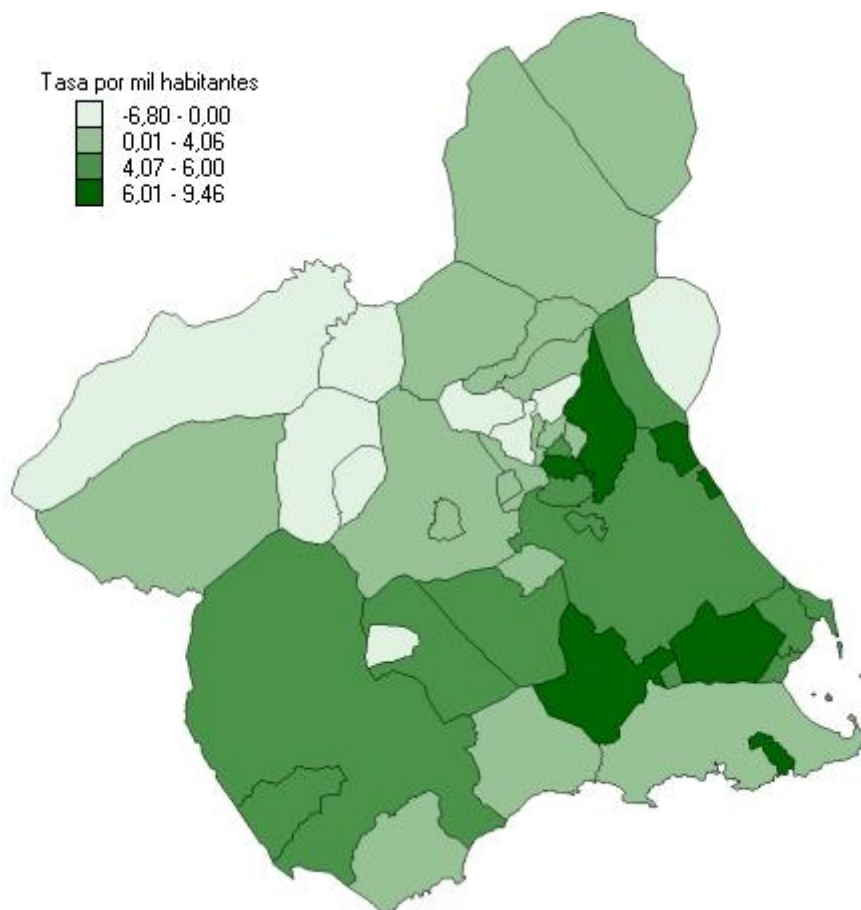 Tasa por mil habitantes
-6,80 - 0,00
0,01 - 4,06
4,07 - 6,00
6,01 - 9,46